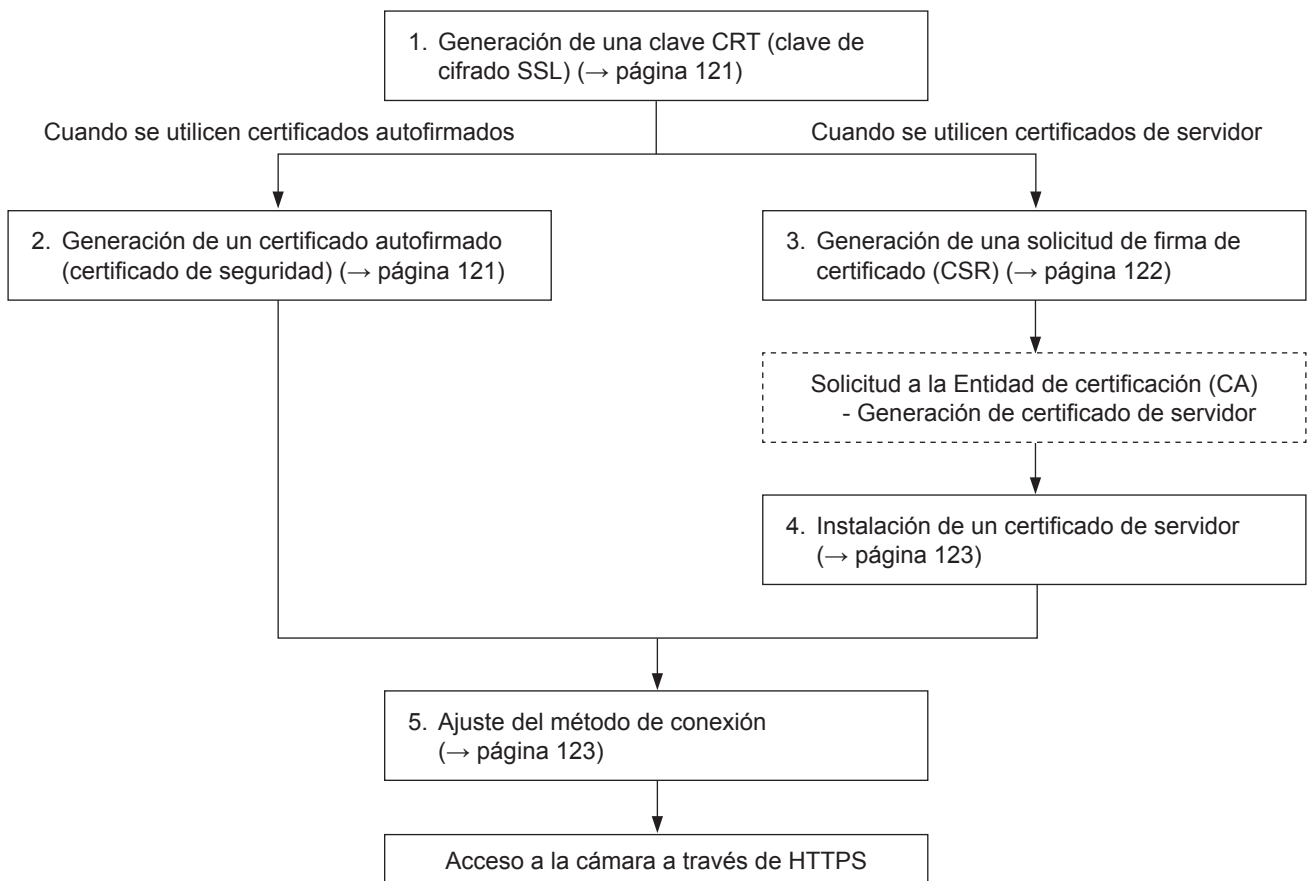 1. Generación de una clave CRT (clave de
cifrado SSL) (→ página 121)
Cuando se utilicen certificados autofirmados
Cuando se utilicen certificados de servidor
2. Generación de un certificado autofirmado
(certificado de seguridad) (→ página 121)
3. Generación de una solicitud de firma de
certificado (CSR) (→ página 122)
Solicitud a la Entidad de certificación (CA)
- Generación de certificado de servidor
4. Instalación de un certificado de servidor
(→ página 123)
5. Ajuste del método de conexión
(→ página 123)
Acceso a la cámara a través de HTTPS